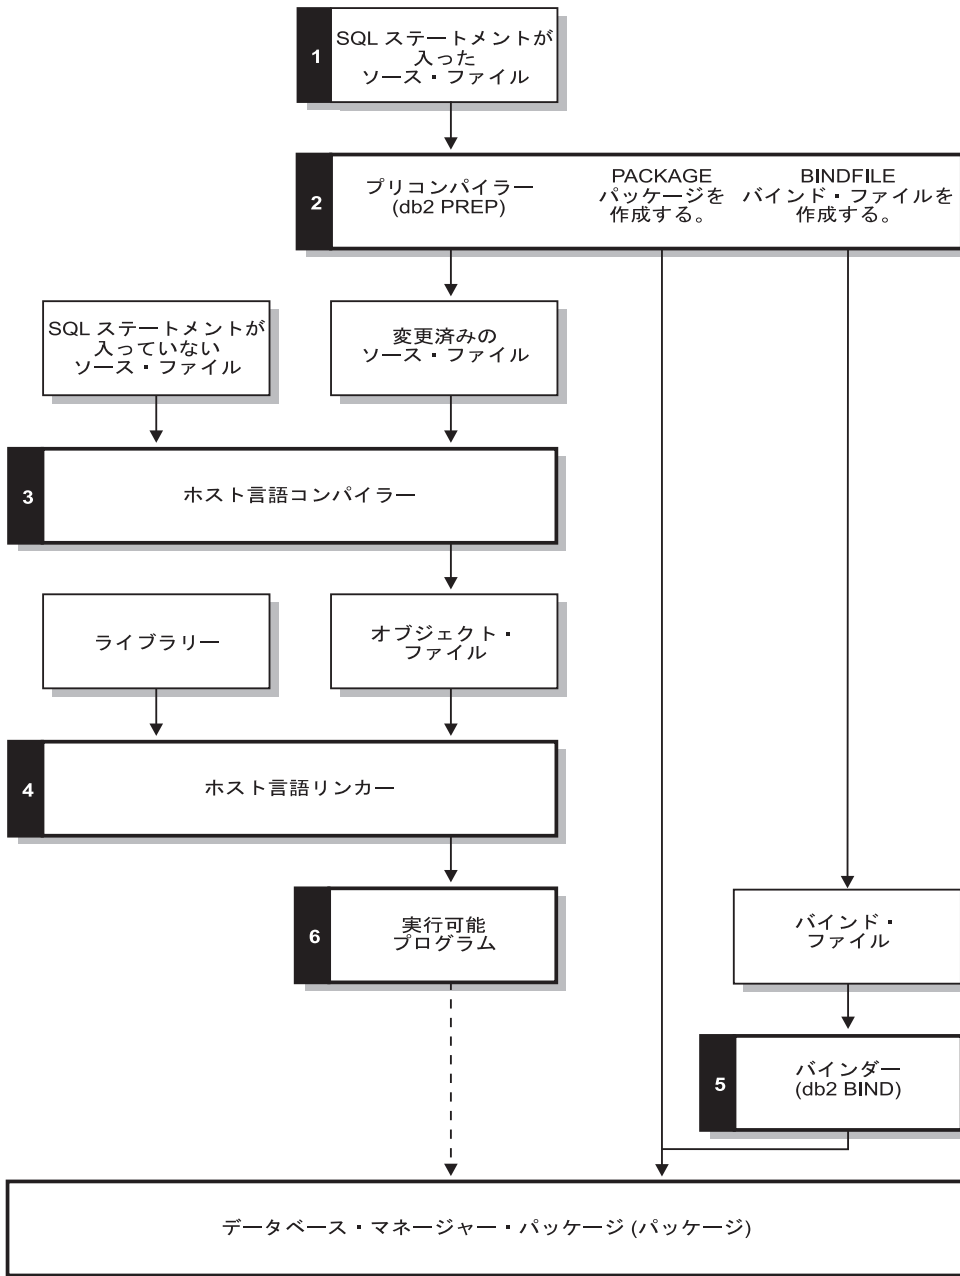 1
SQL ステートメントが
入った
ソース・ファイル
2
プリコンパイラー
(db2 PREP)
PACKAGE
パッケージを
作成する。
BINDFILE
バインド・ファイルを
作成する。
SQL ステートメントが
入っていない
ソース・ファイル
変更済みの
ソース・ファイル
3
ホスト言語コンパイラー
ライブラリー
オブジェクト・
ファイル
4
ホスト言語リンカー
6
実行可能
プログラム
バインド・
ファイル
5
バインダー
(db2 BIND)
データベース・マネージャー・パッケージ (パッケージ)